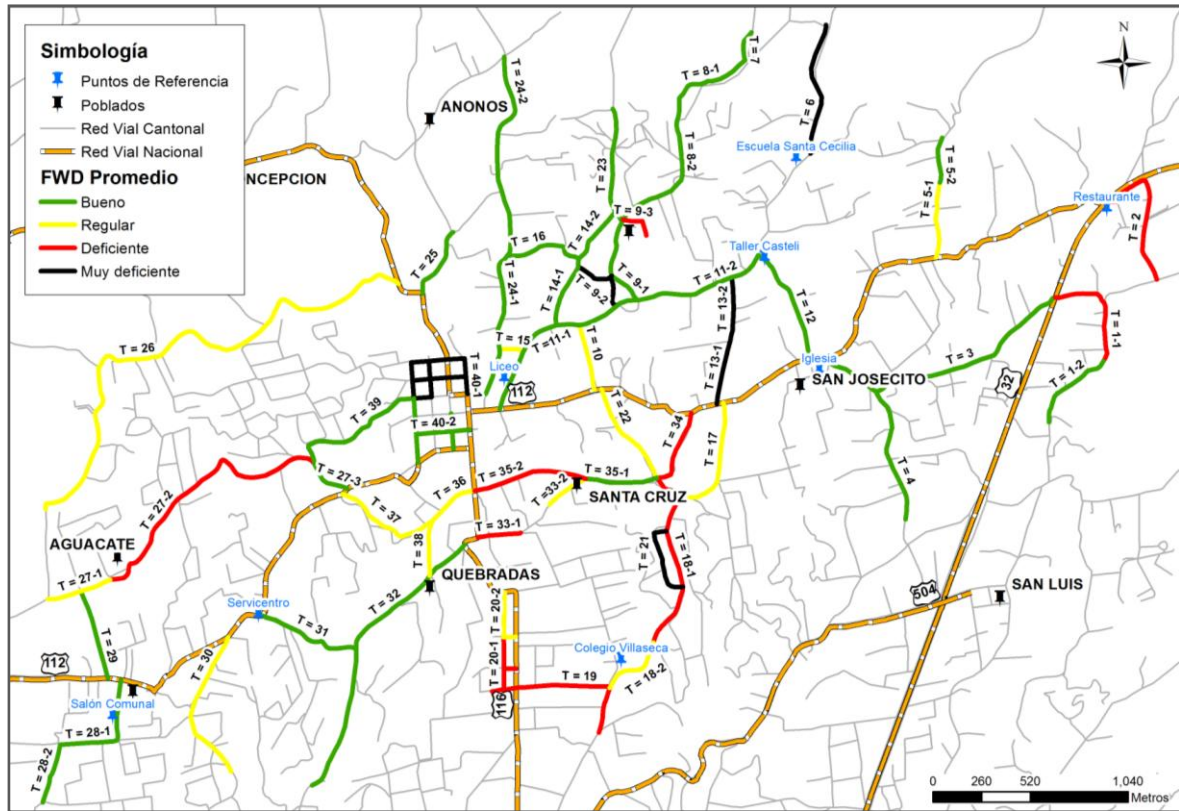 Simbología
Puntos de Referencia
Poblados
Red Vial Cantonal
Red Vial Nacional
FWD Promedio
Bueno
Regular
Deficiente
Muy deficiente
N
ANONOS
NCEPCION
T = 24-2
T = 8-1
T = 7
T = 6
Escuela Santa Cecilia
T = 8-2
T = 23
T = 5-2
T = 5-1
Restaurante
T = 2
T = 9-3
T = 14-2
T = 16
T = 25
T = 24-1
T = 14-1
T = 9-1
T = 11-2
Taller Casteli
T = 13-2
T = 12
T = 15
T =11-1
T = 10
T = 13-1
T = 26
T = 40-1
Liceo
112
Iglesia
SAN JOSECITO
T = 3
T = 1-1
T = 1-2
32
T = 39
T = 40-2
T = 22
T = 34
T = 17
T = 4
T = 27-3
T = 36
T = 35-2
T =33-2
T = 35-1
SANTA CRUZ
T = 27-2
T = 37
T = 33-1
AGUACATE
T = 38
T = 21
T = 18-1
T = 27-1
QUEBRADAS
T = 32
504
SAN LUIS
Servicentro
T = 31
T = 20-2
T = 29
T = 30
T = 20-1
Colegio Villaseca
112
T = 19
T = 18-2
116
Salón Comunal
T = 28-1
T = 28-2
0 260 520 1,040
Metros